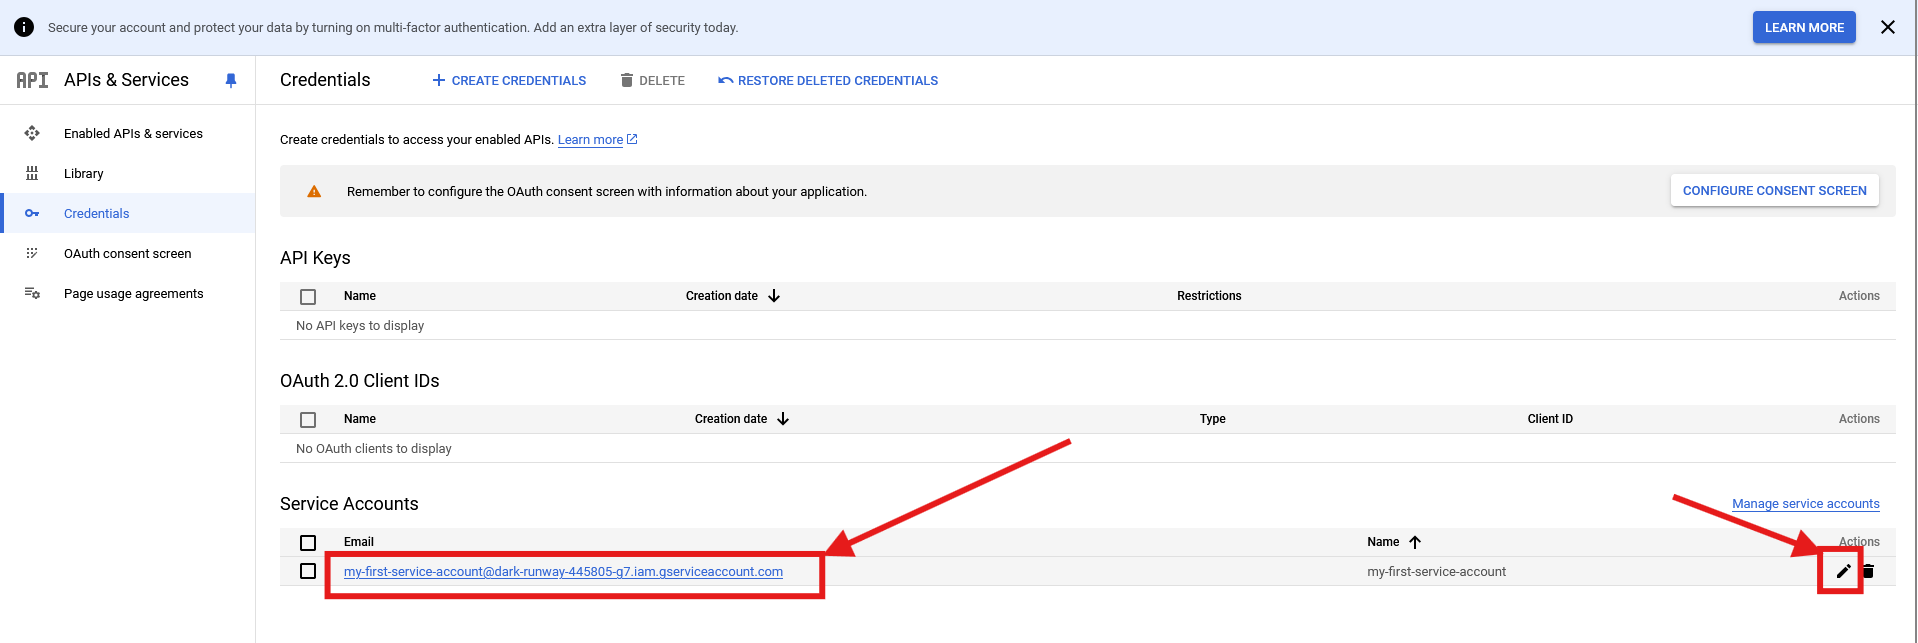 Secure your account and protect your data by turning on multi-factor authentication. Add an extra layer of security today.
LEARN MORE
API APIs & Services
Credentials
CREATE CREDENTIALS
DELETE
RESTORE DELETED CREDENTIALS
Enabled APIs & services
Library
Credentials
OAuth consent screen
Page usage agreements
Create credentials to access your enabled APIs. Learn more
Remember to configure the OAuth consent screen with information about your application.
CONFIGURE CONSENT SCREEN
API Keys
Name Creation date Restrictions Actions
No API keys to display
OAuth 2.0 Client IDs
Name Creation date Type Client ID Actions
No OAuth clients to display
Service Accounts
Manage service accounts
Email Name Actions
my-first-service-account@dark-runway-445805-g7.iam.gserviceaccount.com my-first-service-account